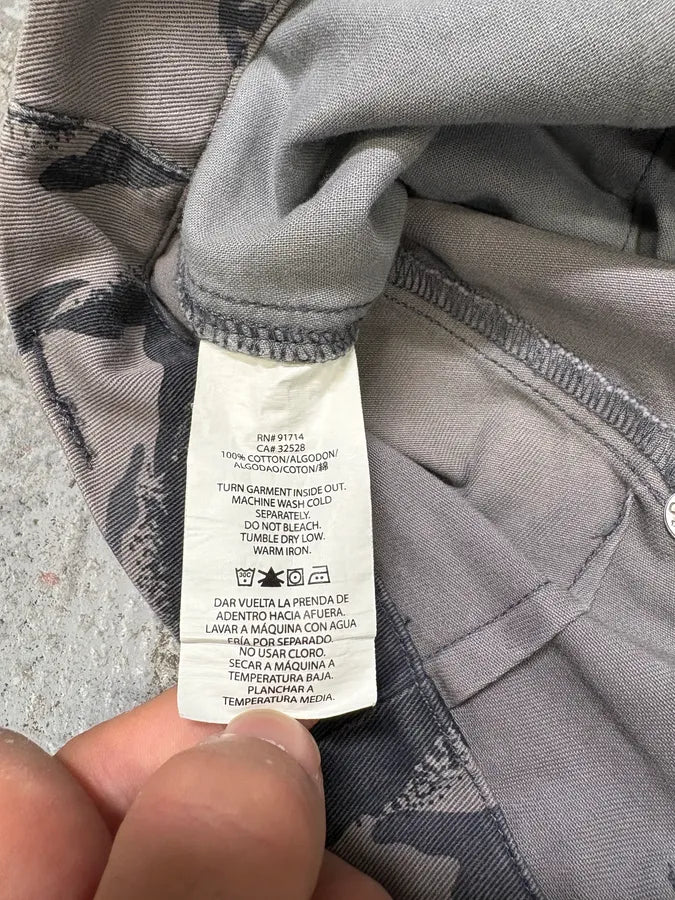 RN# 91714
CA# 32528
100% COTTON/ALGODON/
ALGODAO/COTON/綿
TURN GARMENT INSIDE OUT.
MACHINE WASH COLD
SEPARATELY.
DO NOT BLEACH.
TUMBLE DRY LOW.
WARM IRON.
30C
DAR VUELTA LA PRENDA DE
ADENTRO HACIA AFUERA.
LAVAR A MÁQUINA CON AGUA
FRÍA POR SEPARADO.
NO USAR CLORO.
SECAR A MÁQUINA A
TEMPERATURA BAJA.
PLANCHAR A
TEMPERATURA MEDIA.